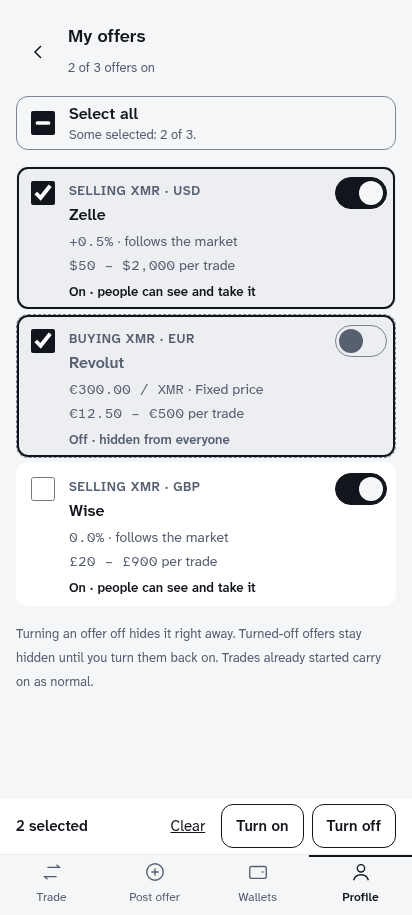 My offers
2 of 3 offers on
Select all
Some selected: 2 of 3.
SELLING XMR · USD
Zelle
+0.5% · follows the market
$50 – $2,000 per trade
On · people can see and take it
BUYING XMR · EUR
Revolut
€300.00 / XMR · Fixed price
€12.50 – €500 per trade
Off · hidden from everyone
SELLING XMR · GBP
Wise
0.0% · follows the market
£20 – £900 per trade
On · people can see and take it
Turning an offer off hides it right away. Turned-off offers stay
hidden until you turn them back on. Trades already started carry
on as normal.
2 selected Clear Turn on Turn off
Trade Post offer Wallets Profile